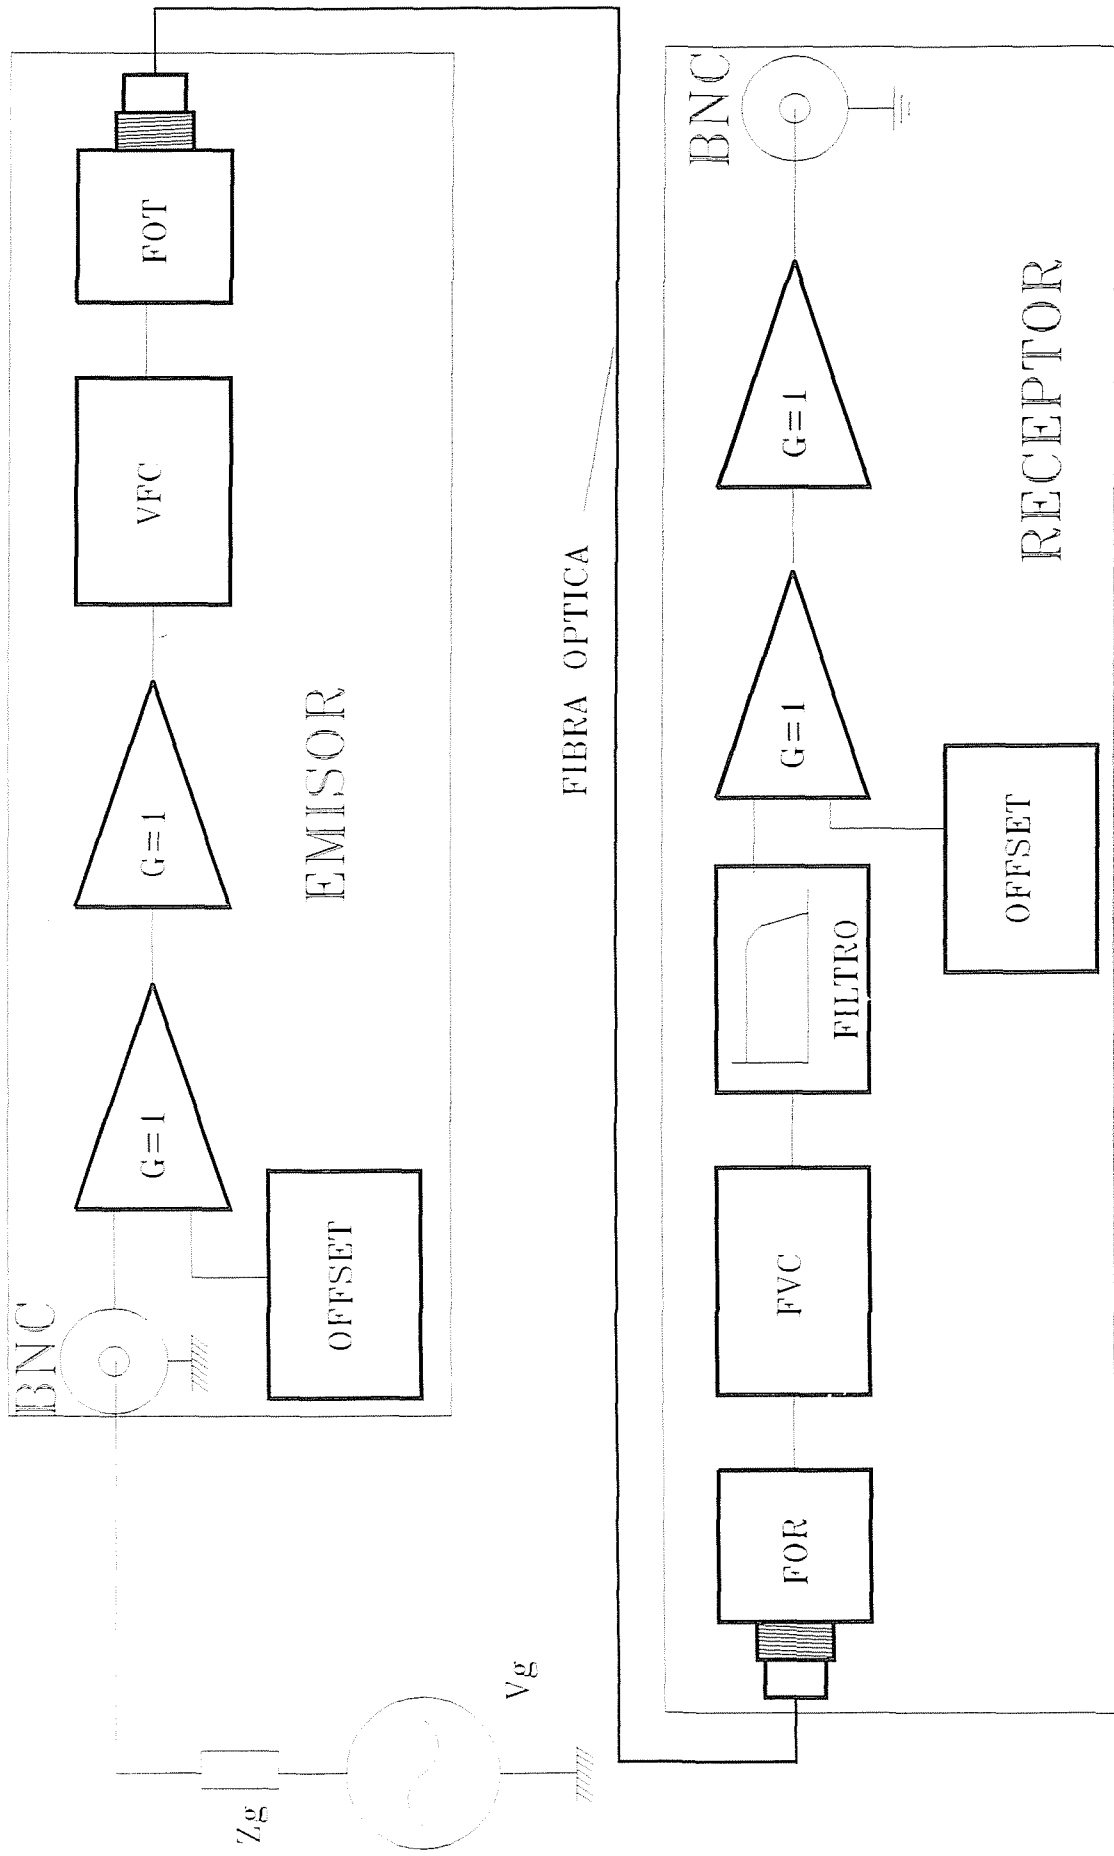 BNC
G=1
G=1
VFC
FOT
OFFSET
EMISOR
Zg
Vg
FIBRA OPTICA
BNC
FOR
FVC
FILTRO
G=1
G=1
OFFSET
RECEPTOR